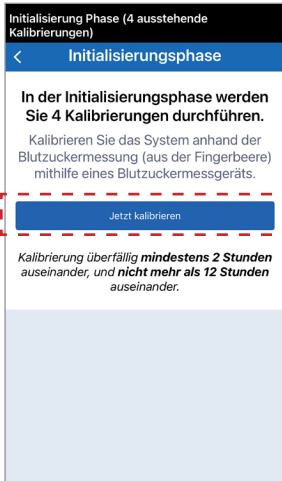 Initialisierung Phase (4 ausstehende
Kalibrierungen)
Initialisierungsphase
In der Initialisierungsphase werden
Sie 4 Kalibrierungen durchführen.
Kalibrieren Sie das System anhand der
Blutzuckermessung (aus der Fingerbeere)
mithilfe eines Blutzuckermessgeräts.
Jetzt kalibrieren
Kalibrierung überfällig mindestens 2 Stunden
auseinander, und nicht mehr als 12 Stunden
auseinander.